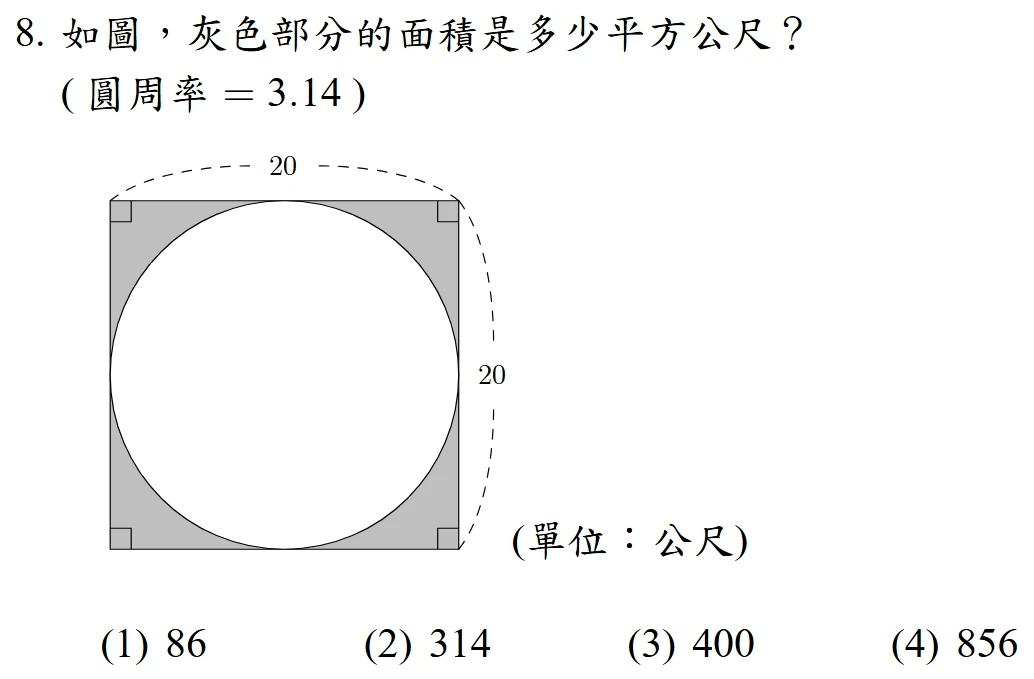 8. 如圖，灰色部分的面積是多少平方公尺？
( 圓周率 = 3.14 )
20
20
(單位：公尺)
(1) 86 (2) 314 (3) 400 (4) 856